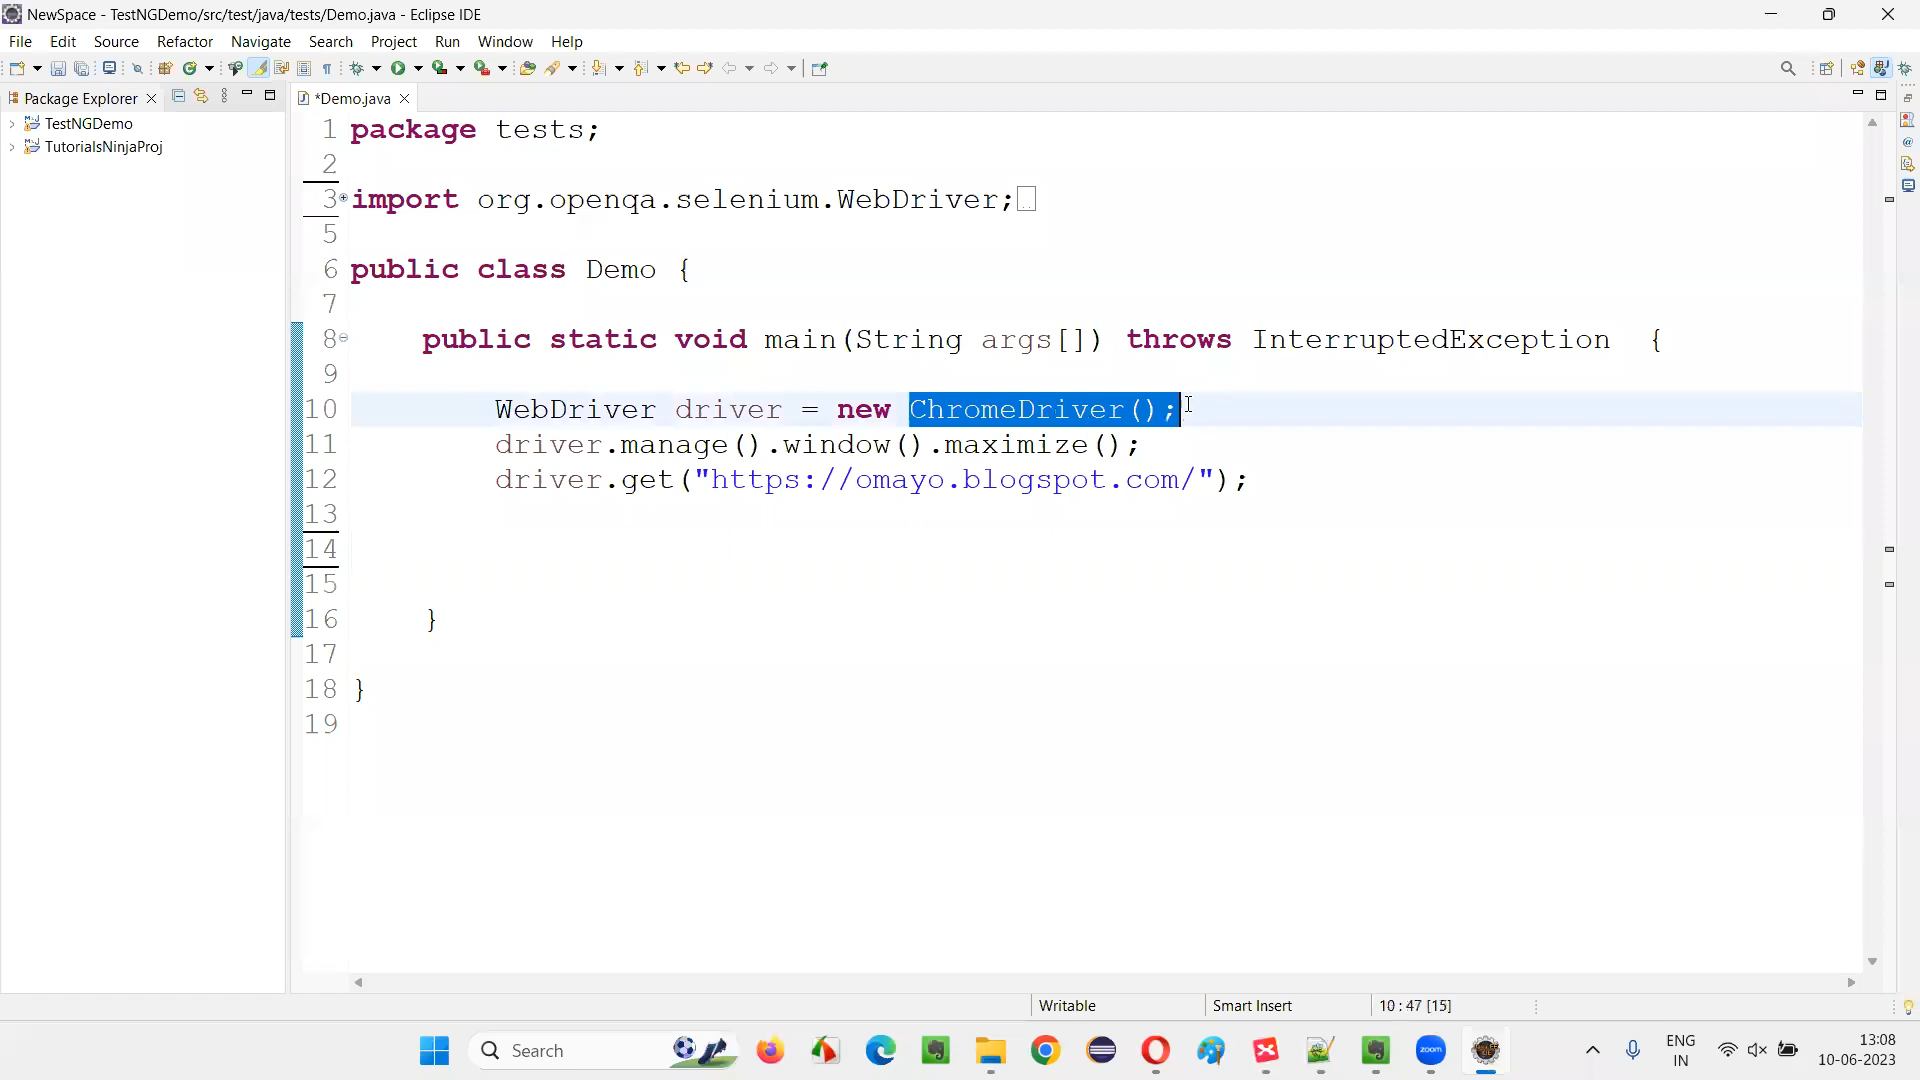 NewSpace - TestNGDemo/src/test/java/tests/Demo.java - Eclipse IDE
File Edit Source Refactor Navigate Search Project Run Window Help
Package Explorer
*Demo.java
TestNGDemo
TutorialsNinjaProj
1 package tests;
2
3 import org.openqa.selenium.WebDriver;
5
6 public class Demo {
7
8 public static void main(String args[]) throws InterruptedException {
9
10 WebDriver driver = new ChromeDriver();
11 driver.manage().window().maximize();
12 driver.get("https://omayo.blogspot.com/");
13
14
15
16 }
17
18 }
19
Writable Smart Insert 10 : 47 [15]
Search
zoom
ENG
IN
13:08
10-06-2023